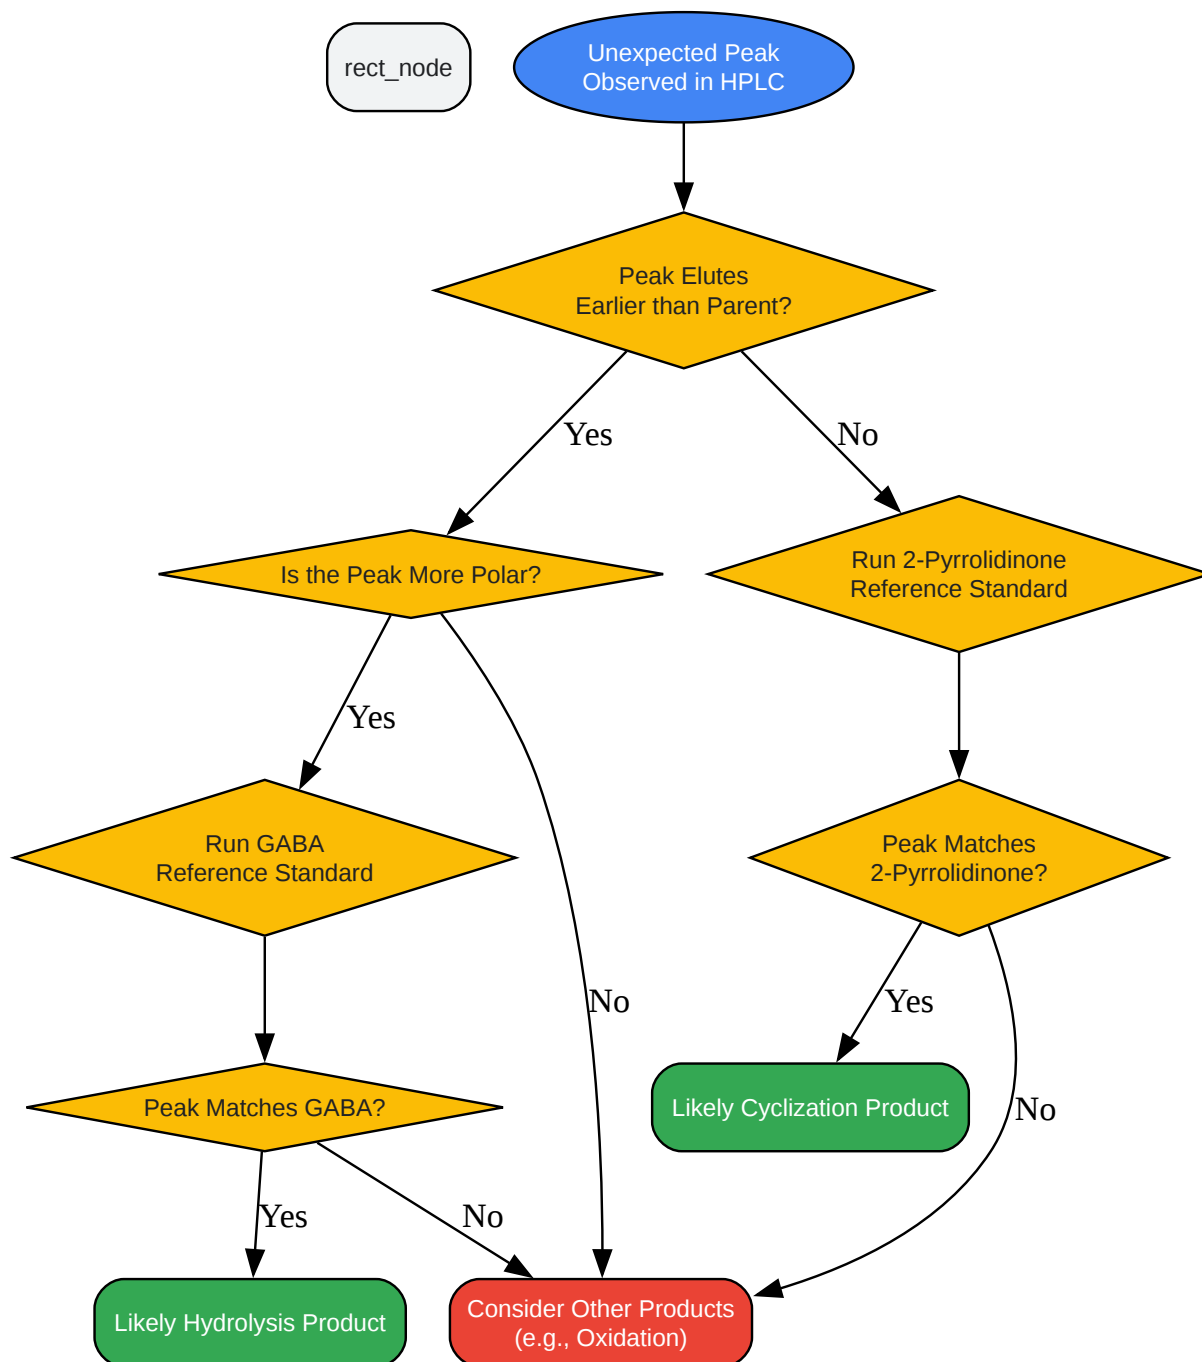 rect_node
Unexpected Peak
Observed in HPLC
Peak Elutes
Earlier than Parent?
Yes
No
Is the Peak More Polar?
Run 2-Pyrrolidinone
Reference Standard
Yes
Run GABA
Reference Standard
Peak Matches
2-Pyrrolidinone?
No
Yes
Peak Matches GABA?
Likely Cyclization Product
No
Yes
No
Likely Hydrolysis Product
Consider Other Products
(e.g., Oxidation)